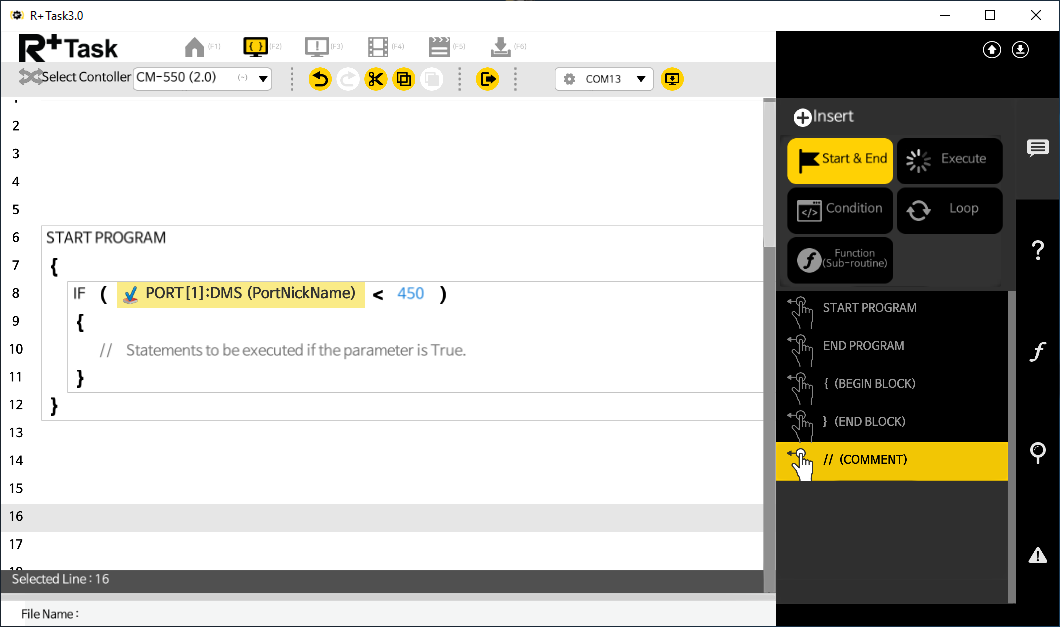 R+ Task3.0
R+Task
(F1)
(F2)
(F3)
(F4)
(F5)
(F6)
Select Contoller
CM-550 (2.0)
(-)
COM13
2
3
4
5
6 START PROGRAM
7 {
8 IF ( PORT[1]:DMS (PortNickName) < 450 )
9 {
10 // Statements to be executed if the parameter is True.
11 }
12 }
13
14
15
16
17
Selected Line : 16
File Name :
Insert
Start & End
Execute
Condition
Loop
Function
(Sub-routine)
START PROGRAM
END PROGRAM
{ (BEGIN BLOCK)
} (END BLOCK)
// (COMMENT)